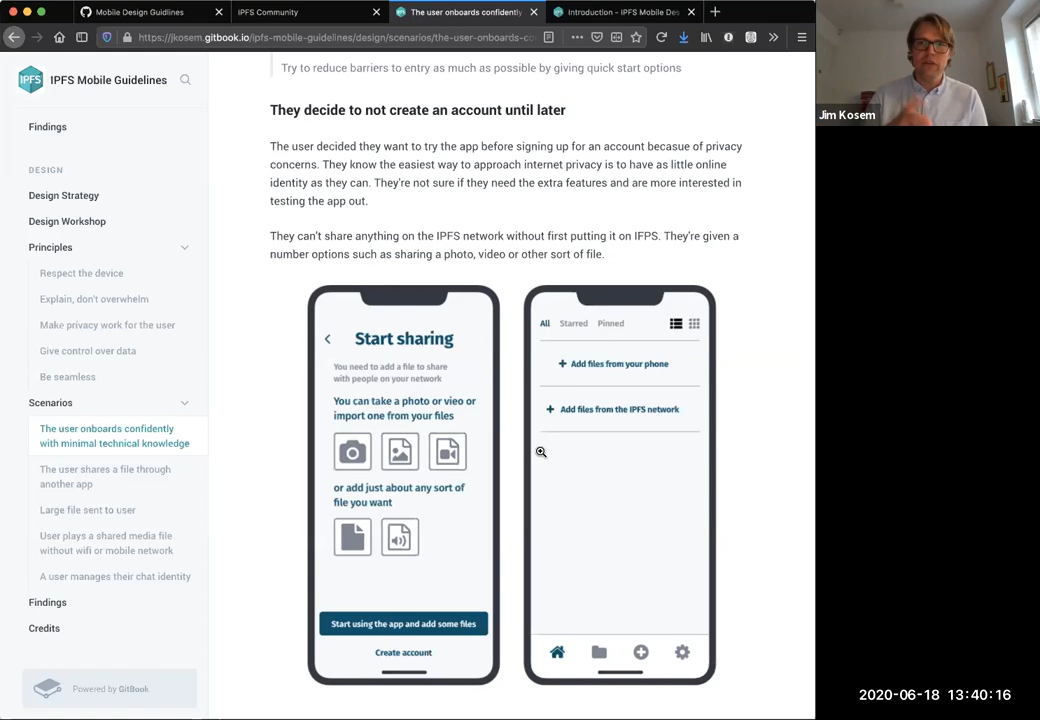 Mobile Design Guidlines
IPFS Community
The user onboards confidently
Introduction - IPFS Mobile Des
https://jkosem.gitbook.io/ipfs-mobile-guidelines/design/scenarios/the-user-onboards-co
IPFS
IPFS Mobile Guidelines
Findings
DESIGN
Design Strategy
Design Workshop
Principles
Respect the device
Explain, don't overwhelm
Make privacy work for the user
Give control over data
Be seamless
Scenarios
The user onboards confidently
with minimal technical knowledge
The user shares a file through
another app
Large file sent to user
User plays a shared media file
without wifi or mobile network
A user manages their chat identity
Findings
Credits
Powered by GitBook
Try to reduce barriers to entry as much as possible by giving quick start options
They decide to not create an account until later
The user decided they want to try the app before signing up for an account becasue of privacy
concerns. They know the easiest way to approach internet privacy is to have as little online
identity as they can. They're not sure if they need the extra features and are more interested in
testing the app out.
They can't share anything on the IPFS network without first putting it on IFPS. They're given a
number options such as sharing a photo, video or other sort of file.
Start sharing
You need to add a file to share
with people on your network
You can take a photo or vieo or
import one from your files
or add just about any sort of
file you want
Start using the app and add some files
Create account
All Starred Pinned
+ Add files from your phone
+ Add files from the IPFS network
Jim Kosem
2020-06-18 13:40:16